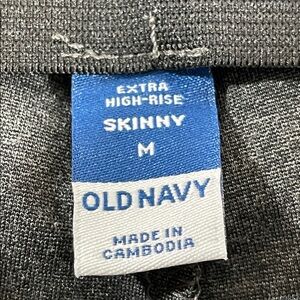 EXTRA
HIGH-RISE
SKINNY
M
OLD NAVY
MADE IN
CAMBODIA